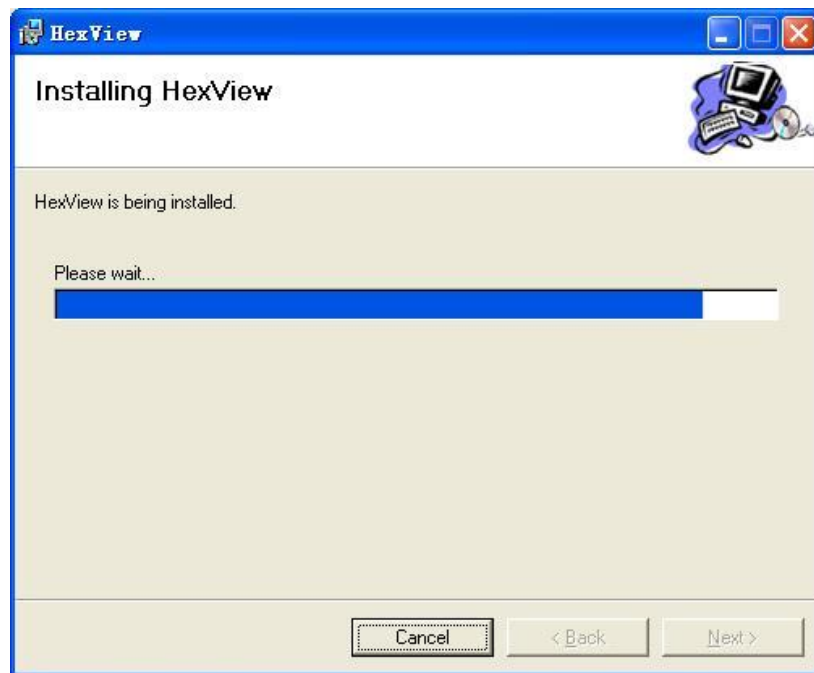 HexView
Installing HexView
HexView is being installed.
Please wait...
Cancel
< Back
Next >